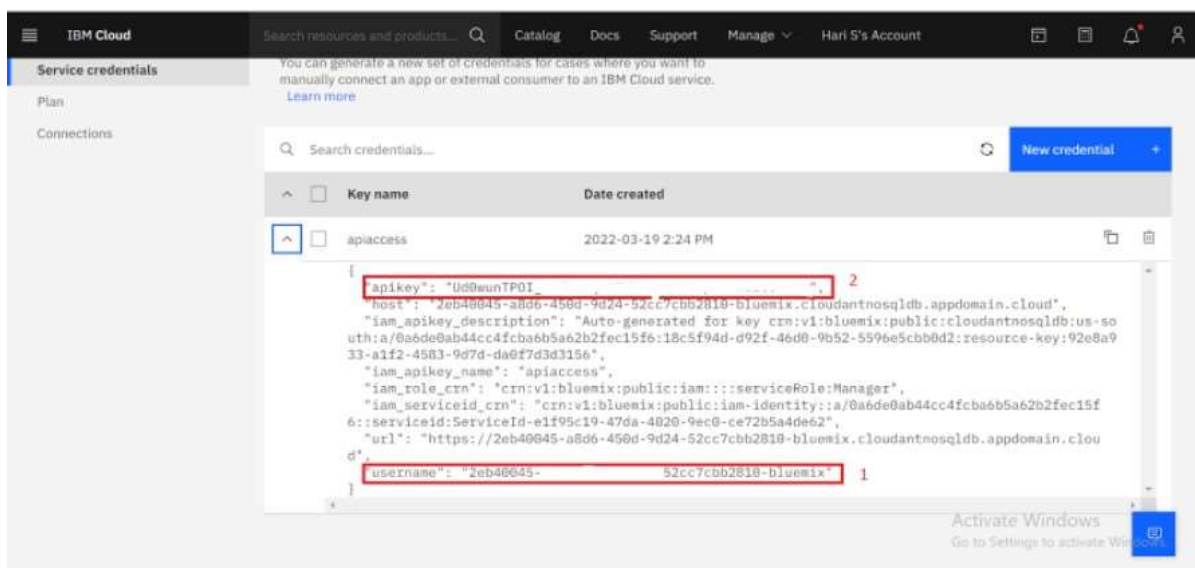 IBM Cloud
Search resources and products...
Catalog
Docs
Support
Manage
Hari S's Account
Service credentials
Plan
Connections
You can generate a new set of credentials for cases where you want to
manually connect an app or external consumer to an IBM Cloud service.
Learn more
Search credentials...
New credential +
Key name
Date created
apiaccess
2022-03-19 2:24 PM
{
"apikey": "Ud0wunTPOI_ ", 2
"host": "2eb40045-a8d6-450d-9d24-52cc7cbb2810-bluemix.cloudantnosqldb.appdomain.cloud",
"iam_apikey_description": "Auto-generated for key crn:v1:bluemix:public:cloudantnosqldb:us-so
uth:a/0a6de0ab44cc4fcba6b5a62b2fec15f6:18c5f94d-d92f-46d0-9b52-5596e5cbb0d2:resource-key:92e8a9
33-a1f2-4583-9d7d-da0f7d3d3156",
"iam_apikey_name": "apiaccess",
"iam_role_crn": "crn:v1:bluemix:public:iam::::serviceRole:Manager",
"iam_serviceid_crn": "crn:v1:bluemix:public:iam-identity::a/0a6de0ab44cc4fcba6b5a62b2fec15f
6::serviceid:ServiceId-e1f95c19-47da-4020-9ec0-ce72b5a4de62",
"url": "https://2eb40045-a8d6-450d-9d24-52cc7cbb2810-bluemix.cloudantnosqldb.appdomain.clou
d",
"username": "2eb40045- 52cc7cbb2810-bluemix" 1
}
Activate Windows
Go to Settings to activate Windows.